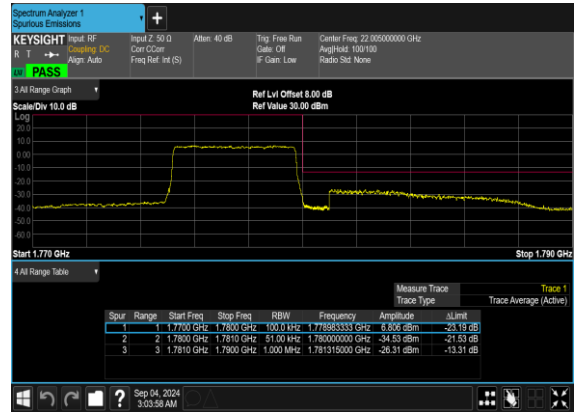 Spectrum Analyzer 1
Spurious Emissions
+
KEYSIGHT Input: RF Input Z: 50 Ω Atten: 40 dB Trig: Free Run Center Freq: 22.005000000 GHz
R T Coupling: DC Corr CCorr Gate: Off Avg|Hold: 100/100
Align: Auto Freq Ref: Int (S) IF Gain: Low Radio Std: None
PASS
3 All Range Graph
Ref Lvl Offset 8.00 dB
Scale/Div 10.0 dB Ref Value 30.00 dBm
Log
20.0
10.0
0.00
-10.0
-20.0
-30.0
-40.0
-50.0
-60.0
Start 1.770 GHz Stop 1.790 GHz
4 All Range Table
Measure Trace Trace 1
Trace Type Trace Average (Active)
Spur Range Start Freq Stop Freq RBW Frequency Amplitude ΔLimit
1 1 1.7700 GHz 1.7800 GHz 100.0 kHz 1.778983333 GHz 6.806 dBm -23.19 dB
2 2 1.7800 GHz 1.7810 GHz 51.00 kHz 1.780000000 GHz -34.53 dBm -21.53 dB
3 3 1.7810 GHz 1.7900 GHz 1.000 MHz 1.781315000 GHz -26.31 dBm -13.31 dB
? Sep 04, 2024
3:03:58 AM